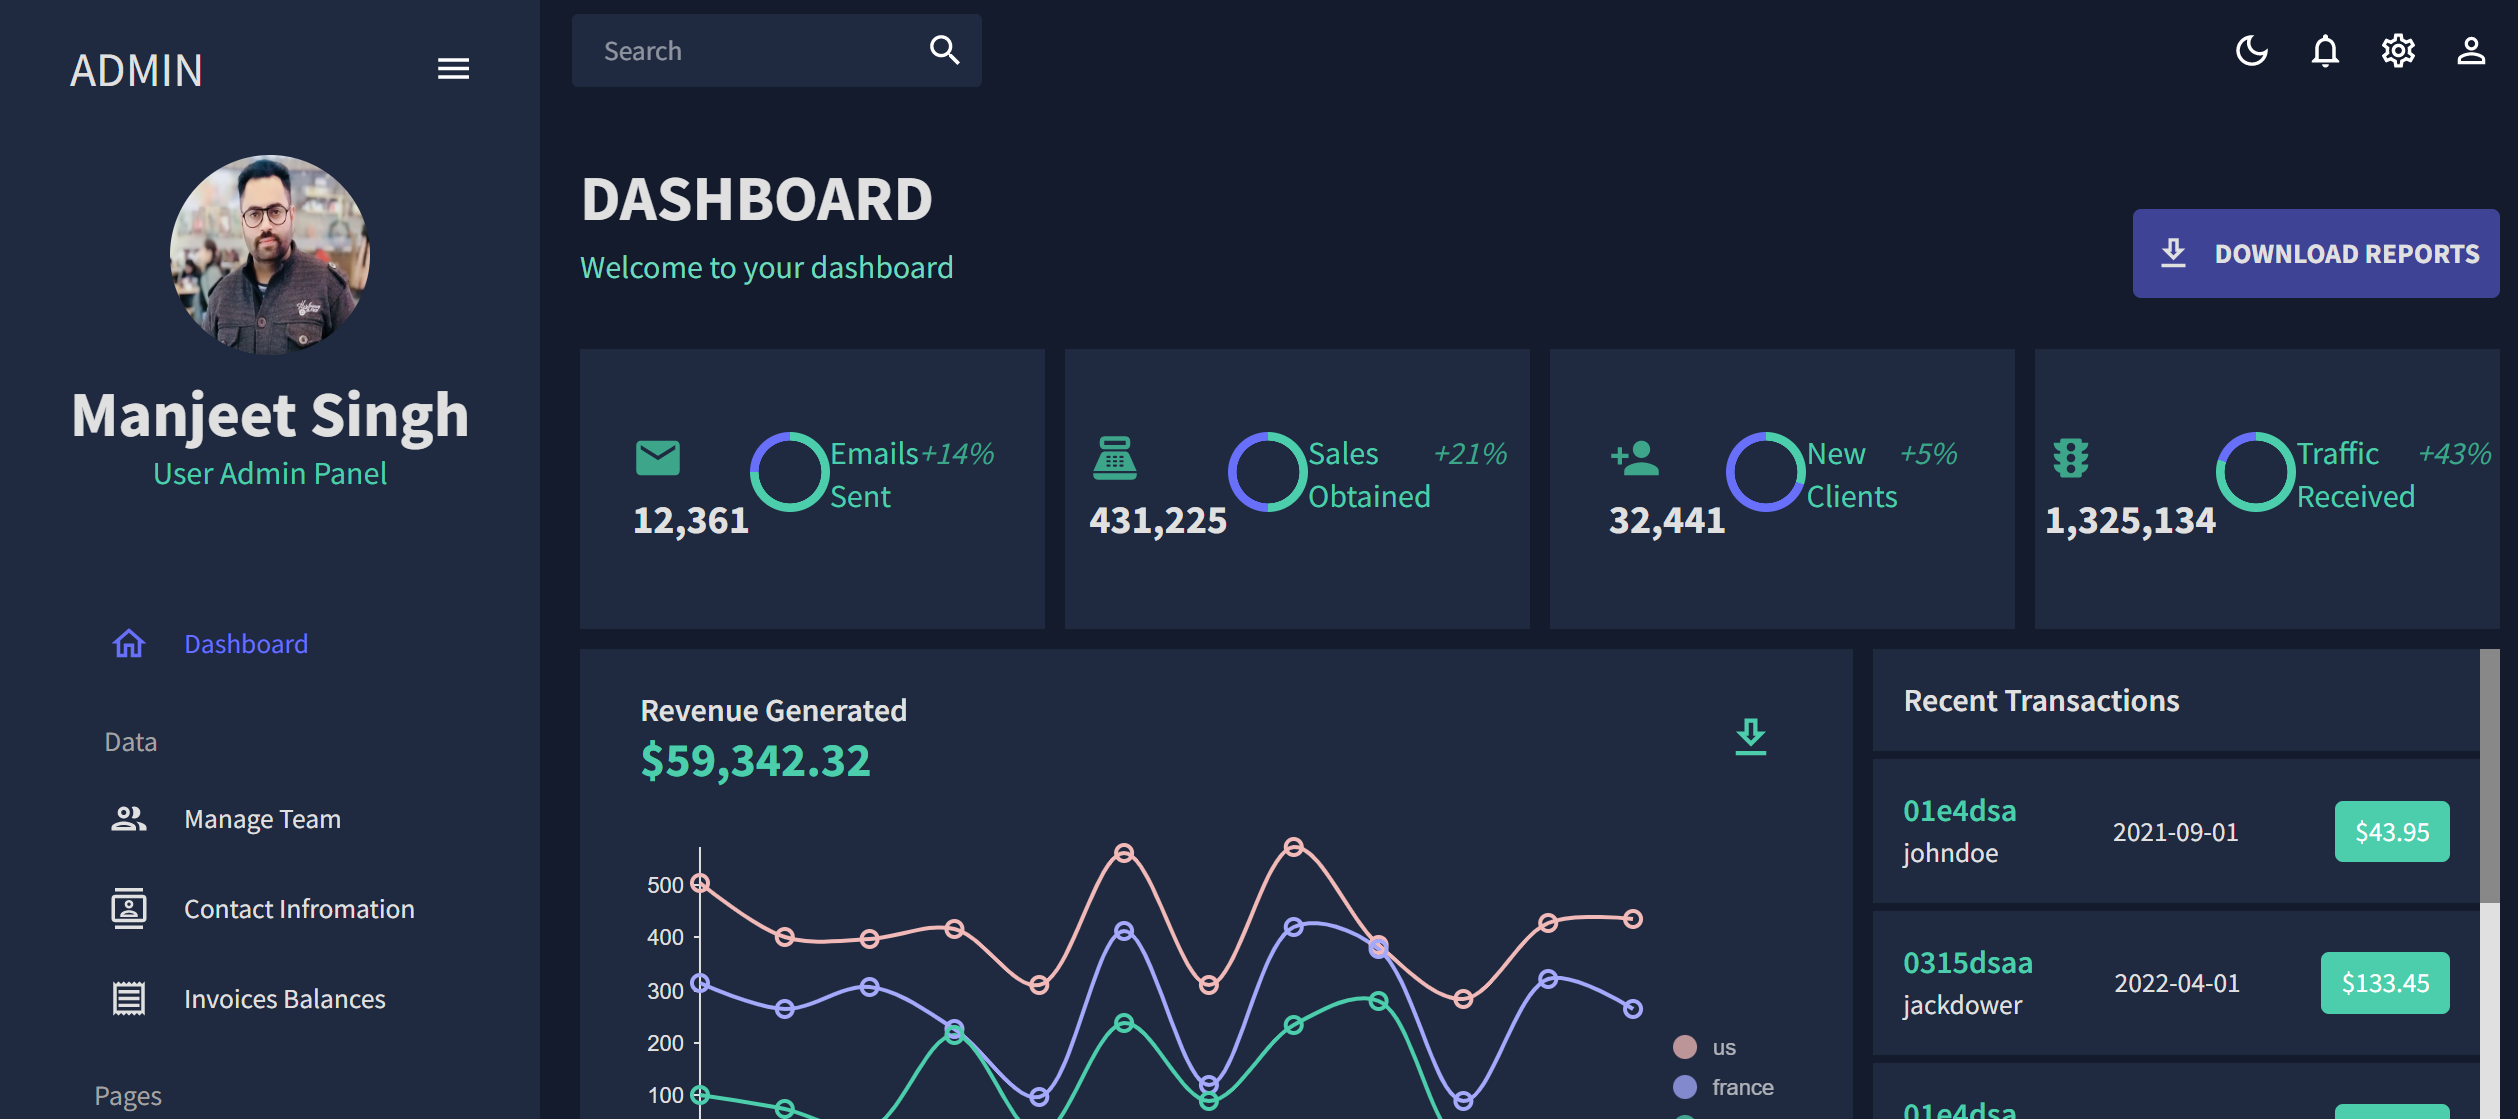 ADMIN
Search
Manjeet Singh
User Admin Panel
Dashboard
Data
Manage Team
Contact Infromation
Invoices Balances
Pages
DASHBOARD
Welcome to your dashboard
DOWNLOAD REPORTS
Emails +14%
Sent
12,361
Sales +21%
Obtained
431,225
New +5%
Clients
32,441
Traffic +43%
Received
1,325,134
Revenue Generated
$59,342.32
500
400
300
200
100
us
france
Recent Transactions
01e4dsa
johndoe
2021-09-01
$43.95
0315dsaa
jackdower
2022-04-01
$133.45
01e4dsa